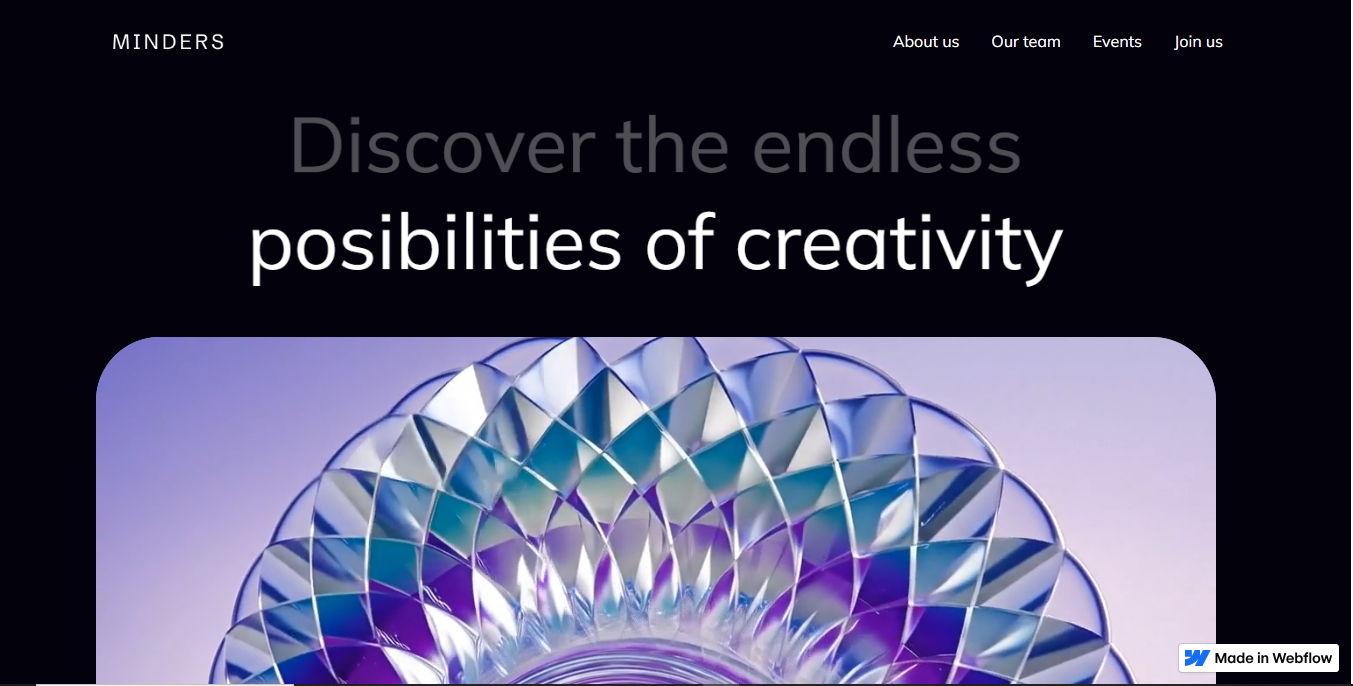 MINDERS
About us Our team Events Join us
Discover the endless
posibilities of creativity
Made in Webflow